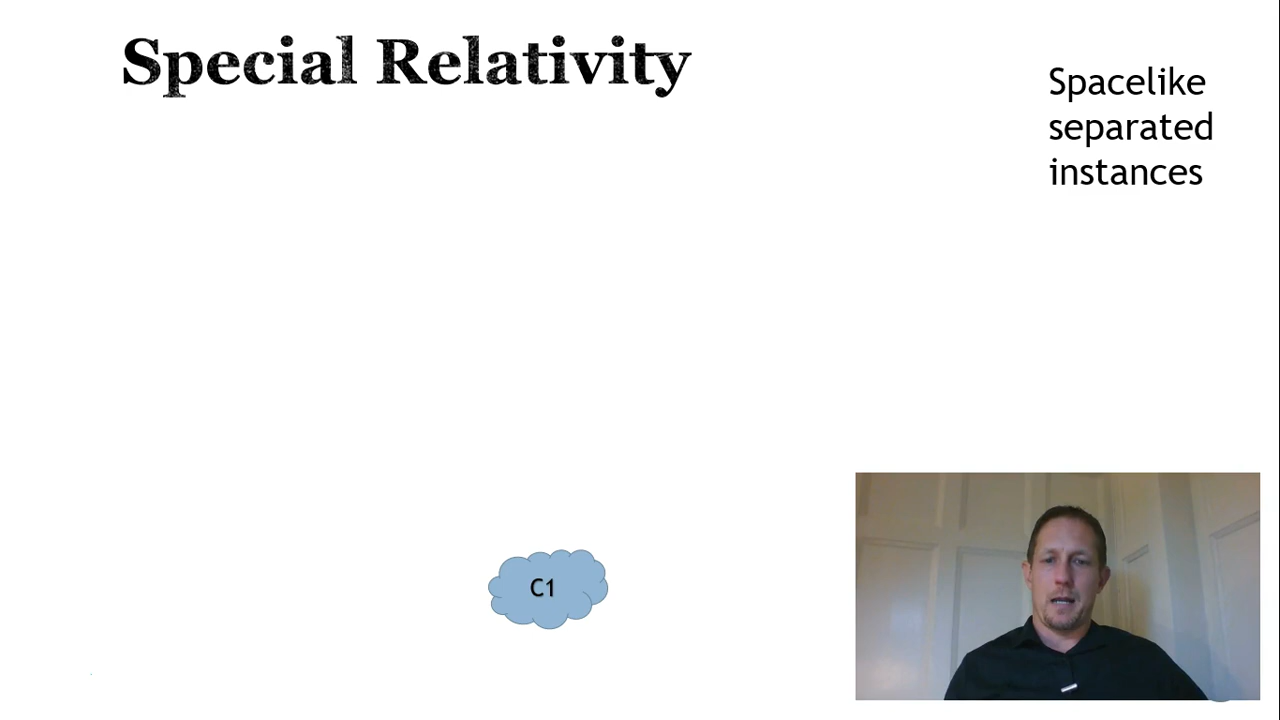 Special Relativity
Spacelike
separated
instances
C1